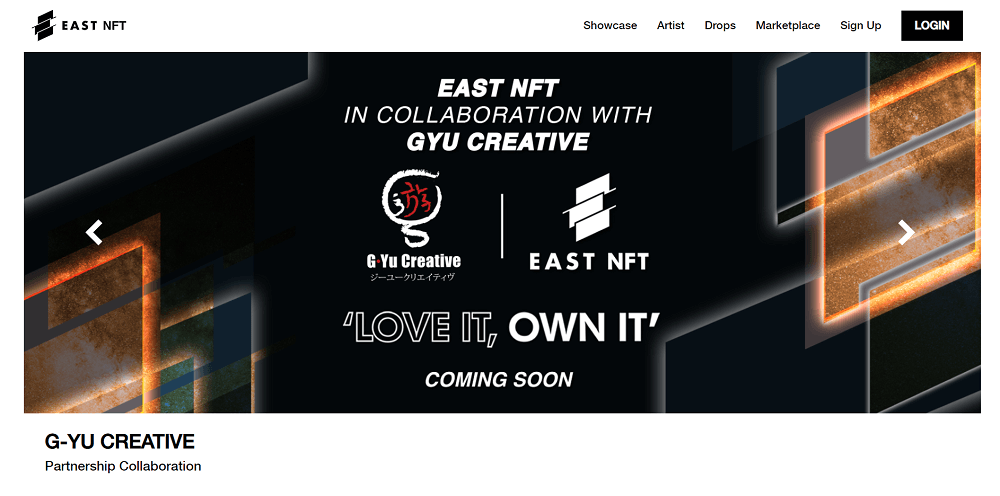 EAST NFT
Showcase
Artist
Drops
Marketplace
Sign Up
LOGIN
EAST NFT
IN COLLABORATION WITH
GYU CREATIVE
遊
G·Yu Creative
ジーユークリエイティヴ
EAST NFT
‘LOVE IT, OWN IT’
COMING SOON
G-YU CREATIVE
Partnership Collaboration